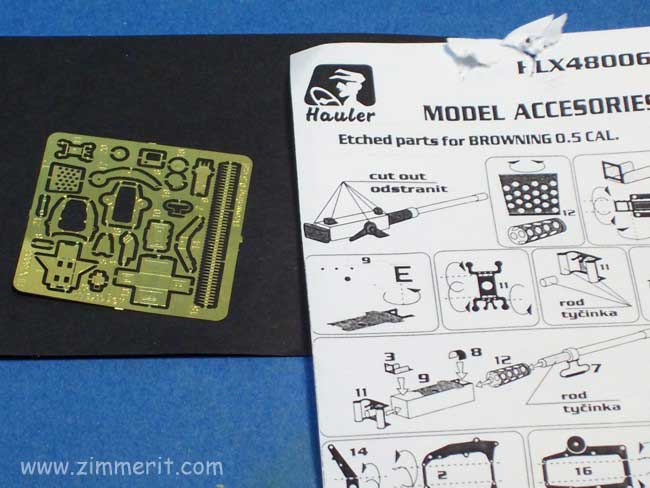 HLX48006
Hauler
MODEL ACCESORIES
Etched parts for BROWNING 0.5 CAL.
cut out
odstranit
12
9
E
11
11
rod
tyčinka
3
8
11
9
12
7
rod
tyčinka
14
2
16
www.zimmerit.com